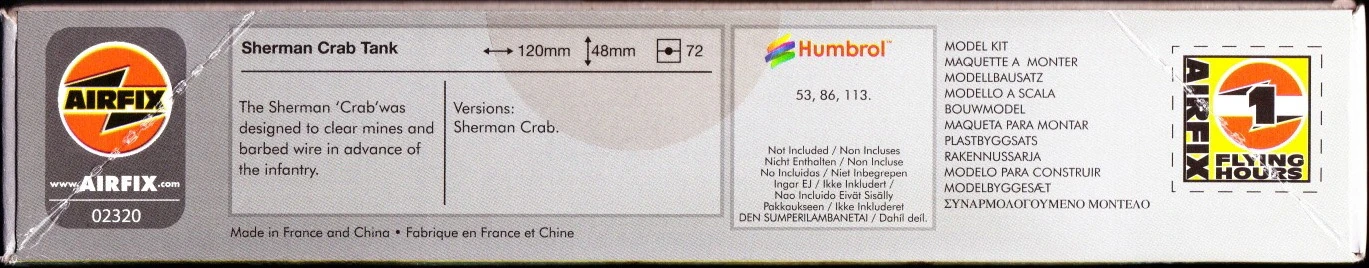 AIRFIX
www.AIRFIX.com
02320
Sherman Crab Tank
120mm
48mm
72
The Sherman ‘Crab’was
designed to clear mines and
barbed wire in advance of
the infantry.
Versions:
Sherman Crab.
Made in France and China • Fabrique en France et Chine
Humbrol™
53, 86, 113.
Not Included / Non Incluses
Nicht Enthalten / Non Incluse
No Incluidas / Niet Inbegrepen
Ingar EJ / Ikke Inkludert /
Nao Incluido Eivät Sisälly
Pakkaukseen / Ikke Inkluderet
DEN SUMPERILAMBANETAI / Dahíl deíl.
MODEL KIT
MAQUETTE A MONTER
MODELLBAUSATZ
MODELLO A SCALA
BOUWMODEL
MAQUETA PARA MONTAR
PLASTBYGGSATS
RAKENNUSSARJA
MODELO PARA CONSTRUIR
MODELBYGGESÆT
ΣΥΝΑΡΜΟΛΟΓΟΥΜΕΝΟ ΜΟΝΤΕΛΟ
AIRFIX
1
FLYING
HOURS